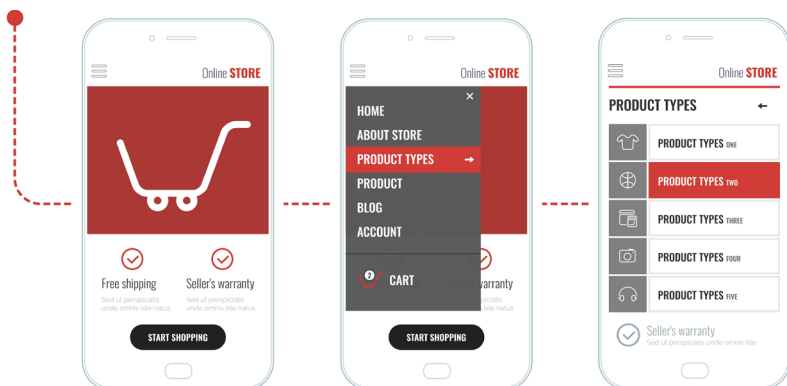 Online STORE
Free shipping
Sed ut perspiciatis
unde omnis iste natus
Seller's warranty
Sed ut perspiciatis
unde omnis iste natus
START SHOPPING
Online STORE
×
HOME
ABOUT STORE
PRODUCT TYPES →
PRODUCT
BLOG
ACCOUNT
2 CART
warranty
perspiciatis
iste natus
START SHOPPING
Online STORE
PRODUCT TYPES ←
PRODUCT TYPES ONE
PRODUCT TYPES TWO
PRODUCT TYPES THREE
PRODUCT TYPES FOUR
PRODUCT TYPES FIVE
Seller's warranty
Sed ut perspiciatis unde omnis iste